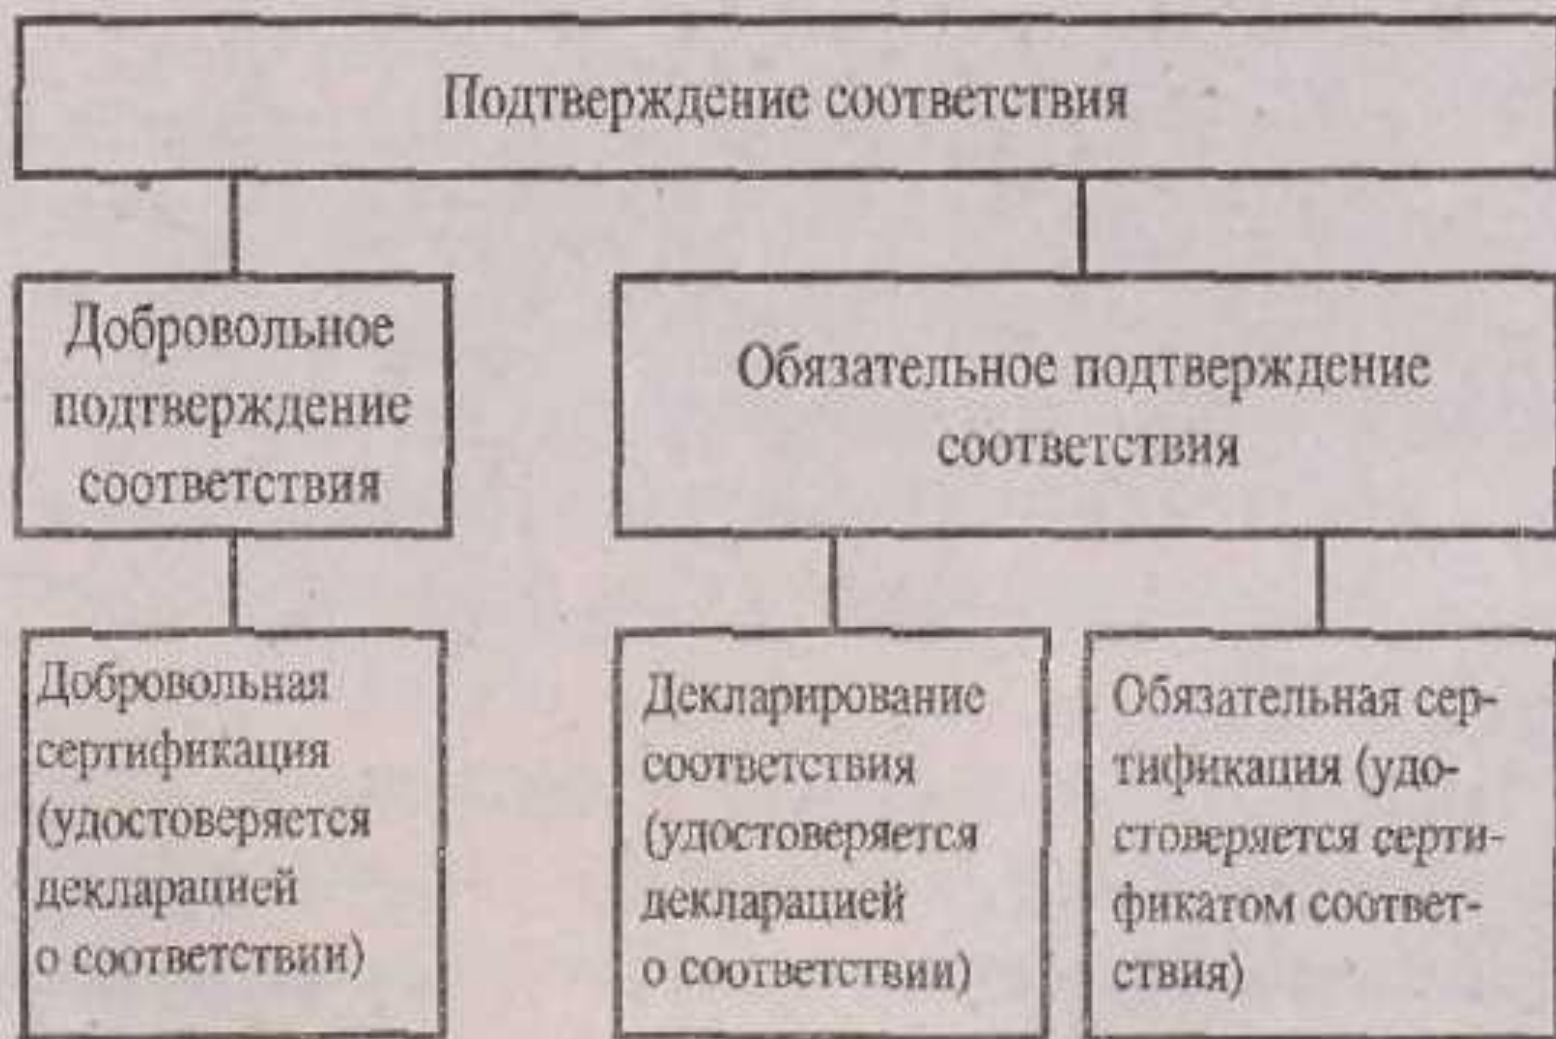 Подтверждение соответствия
Добровольное
подтверждение
соответствия
Обязательное подтверждение
соответствия
Добровольная
сертификация
(удостоверяется
декларацией
о соответствии)
Декларирование
соответствия
(удостоверяется
декларацией
о соответствии)
Обязательная сер-
тификация (удо-
стоверяется серти-
фикатом соответ-
ствия)